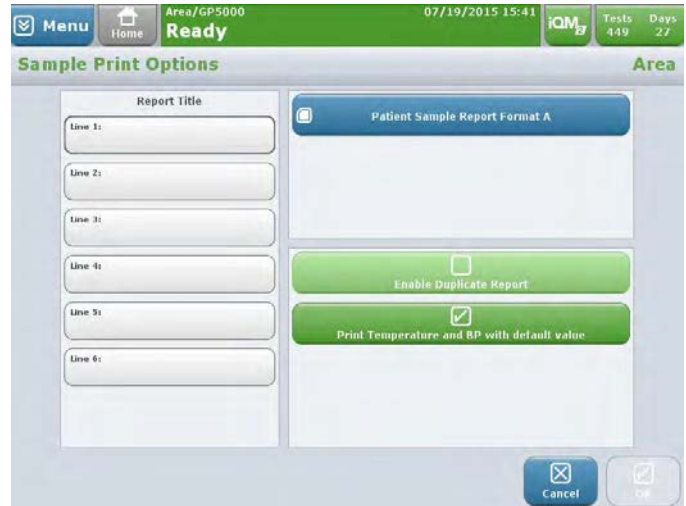 Menu
Home
Area/GP5000
Ready
07/19/2015 15:41
iQM2
Tests
449
Days
27
Sample Print Options
Area
Report Title
Line 1:
Line 2:
Line 3:
Line 4:
Line 5:
Line 6:
Patient Sample Report Format A
Enable Duplicate Report
Print Temperature and BP with default value
Cancel
OK